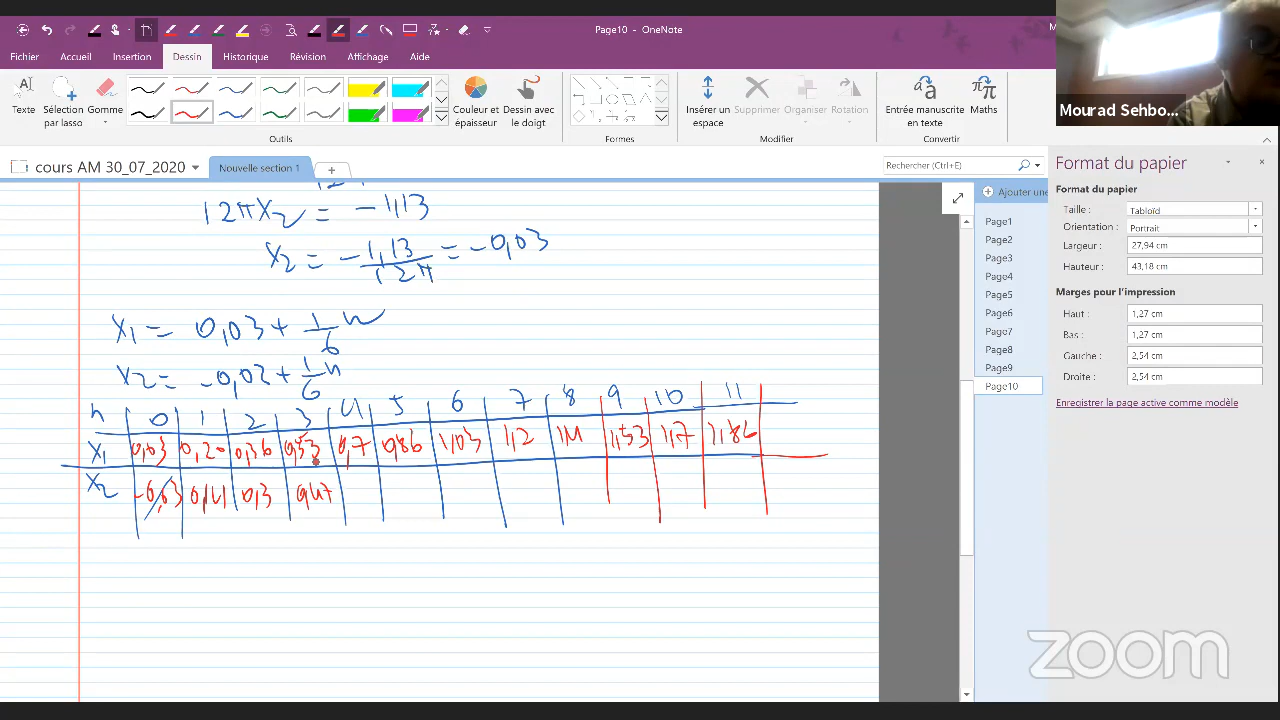 Page10 - OneNote
Fichier Accueil Insertion Dessin Historique Révision Affichage Aide
Texte Sélection par lasso Gomme Couleur et épaisseur Dessin avec le doigt Insérer un espace Supprimer Organiser Rotation Entrée manuscrite en texte Maths
Outils Formes Modifier Convertir
Mourad Sehbo...
cours AM 30_07_2020 Nouvelle section 1 +
Rechercher (Ctrl+E)
Ajouter une
Page1
Page2
Page3
Page4
Page5
Page6
Page7
Page8
Page9
Page10
Format du papier
Format du papier
Taille : Tabloïd
Orientation : Portrait
Largeur : 27,94 cm
Hauteur : 43,18 cm
Marges pour l'impression
Haut : 1,27 cm
Bas : 1,27 cm
Gauche : 2,54 cm
Droite : 2,54 cm
Enregistrer la page active comme modèle
12πx2 = -1,13
x2 = -1,13/12π = -0,03
x1 = 0,03 + 1/6 n
x2 = -0,03 + 1/6 n
n 0 1 2 3 4 5 6 7 8 9 10 11
x1 0,03 0,20 0,36 0,53 0,7 0,86 1,03 1,2 1,4 1,53 1,7 1,86
x2 -0,03 0,14 0,3 0,47
zoom